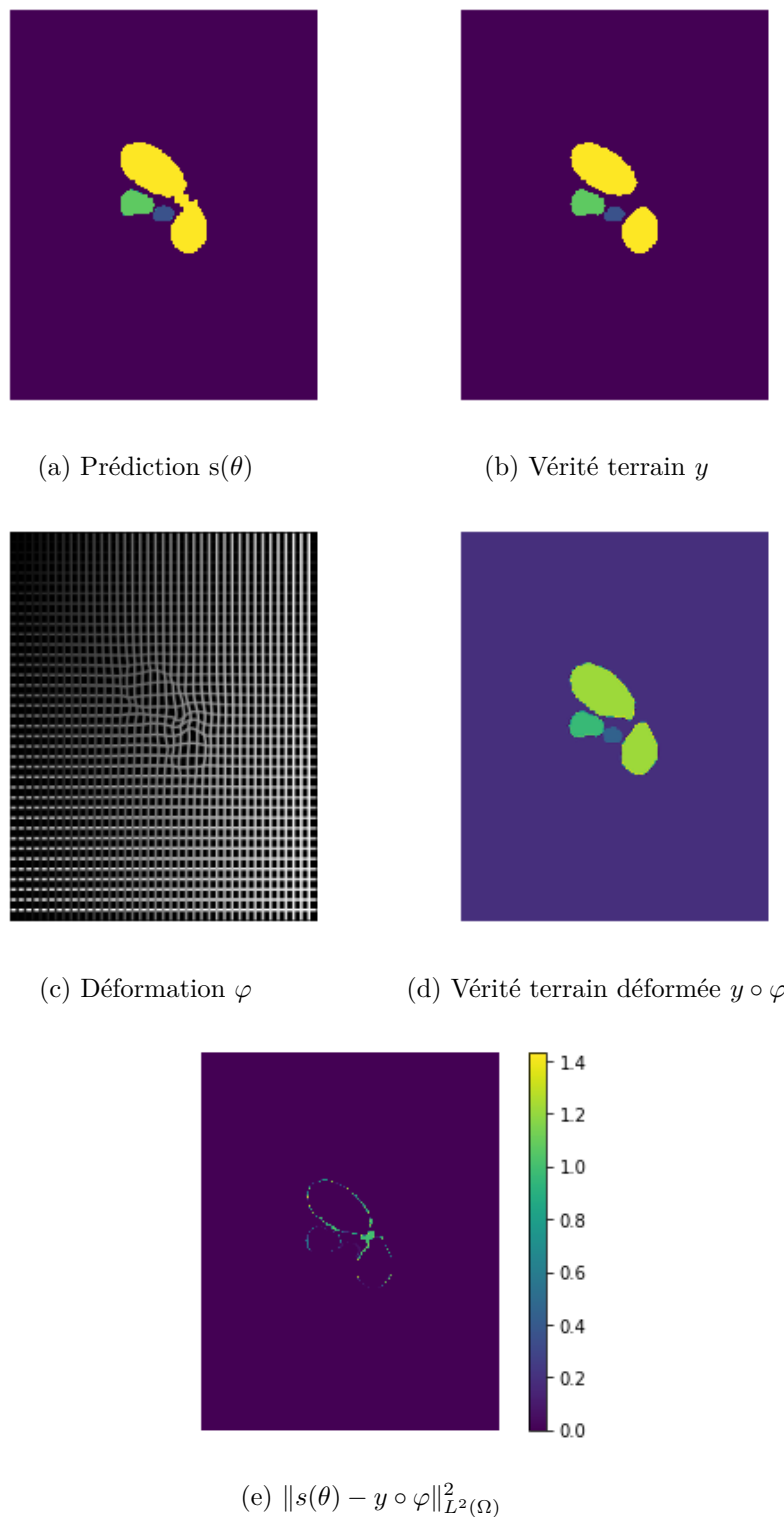 (a) Prédiction s(θ)
(b) Vérité terrain y
(c) Déformation φ
(d) Vérité terrain déformée y ∘ φ
1.4
1.2
1.0
0.8
0.6
0.4
0.2
0.0
(e) ‖s(θ) − y ∘ φ‖²_{L²(Ω)}